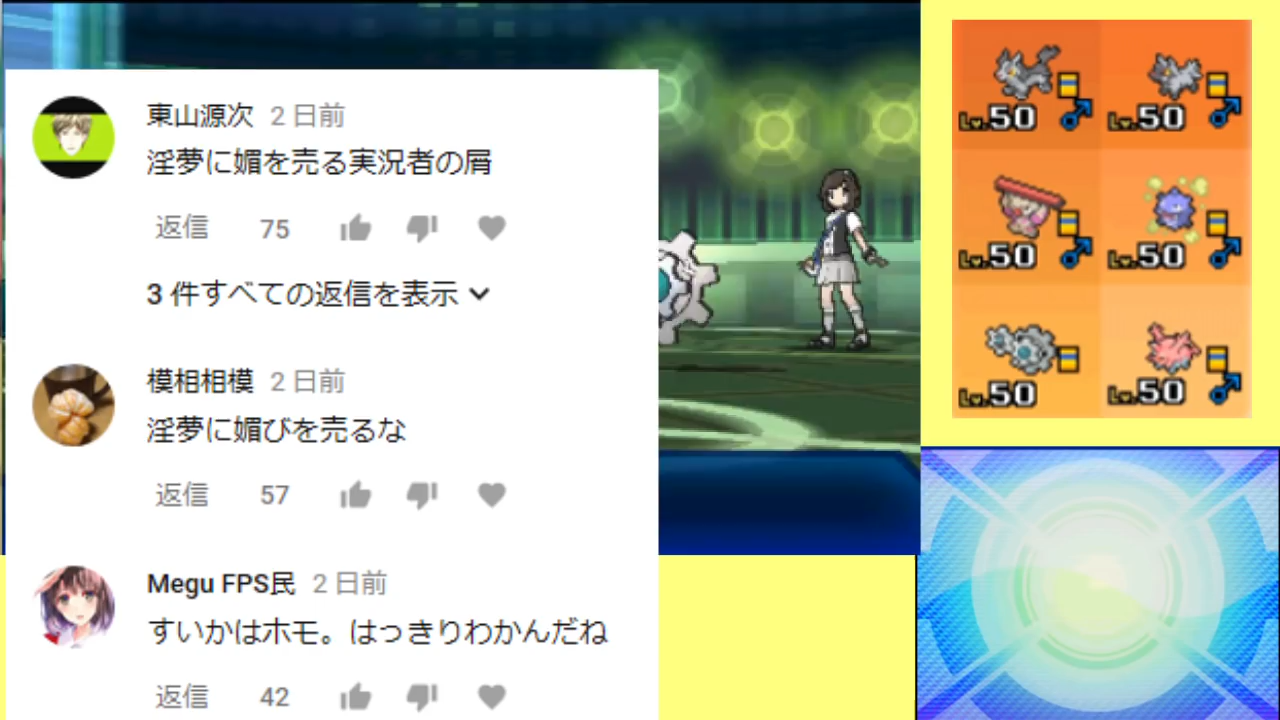 東山源次 2 日前
淫夢に媚を売る実況者の屑
返信 75
3 件すべての返信を表示
模相相模 2 日前
淫夢に媚びを売るな
返信 57
Megu FPS民 2 日前
すいかはホモ。はっきりわかんだね
返信 42
Lv.50 Lv.50
Lv.50 Lv.50
Lv.50 Lv.50